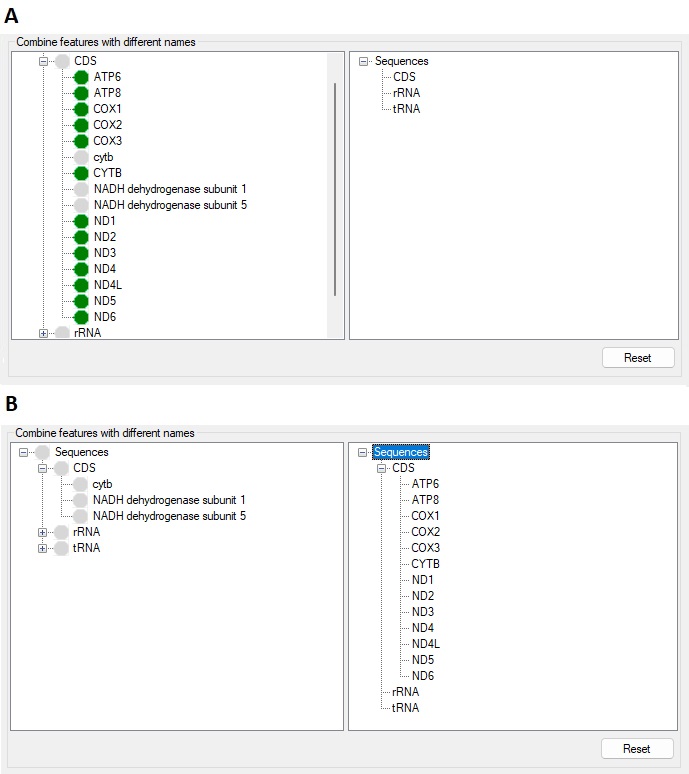 A
Combine features with different names
CDS
ATP6
ATP8
COX1
COX2
COX3
cytb
CYTB
NADH dehydrogenase subunit 1
NADH dehydrogenase subunit 5
ND1
ND2
ND3
ND4
ND4L
ND5
ND6
rRNA
Sequences
CDS
rRNA
tRNA
Reset
B
Combine features with different names
Sequences
CDS
cytb
NADH dehydrogenase subunit 1
NADH dehydrogenase subunit 5
rRNA
tRNA
Sequences
CDS
ATP6
ATP8
COX1
COX2
COX3
CYTB
ND1
ND2
ND3
ND4
ND4L
ND5
ND6
rRNA
tRNA
Reset